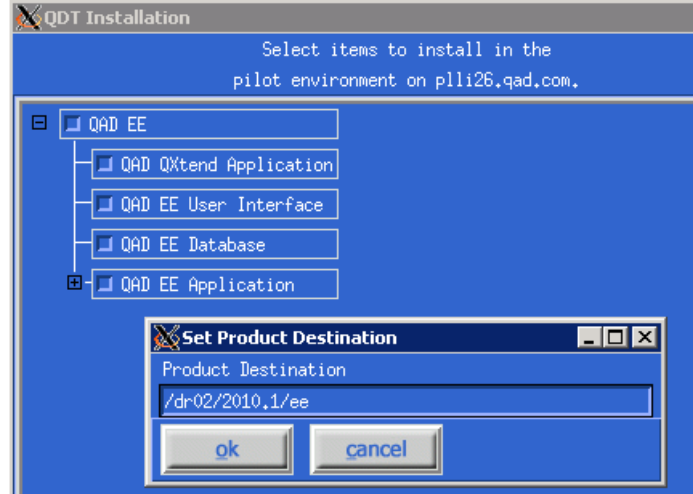 QDT Installation
Select items to install in the
pilot environment on plli26.qad.com.
QAD EE
QAD QXtend Application
QAD EE User Interface
QAD EE Database
QAD EE Application
Set Product Destination
Product Destination
/dr02/2010.1/ee
ok
cancel